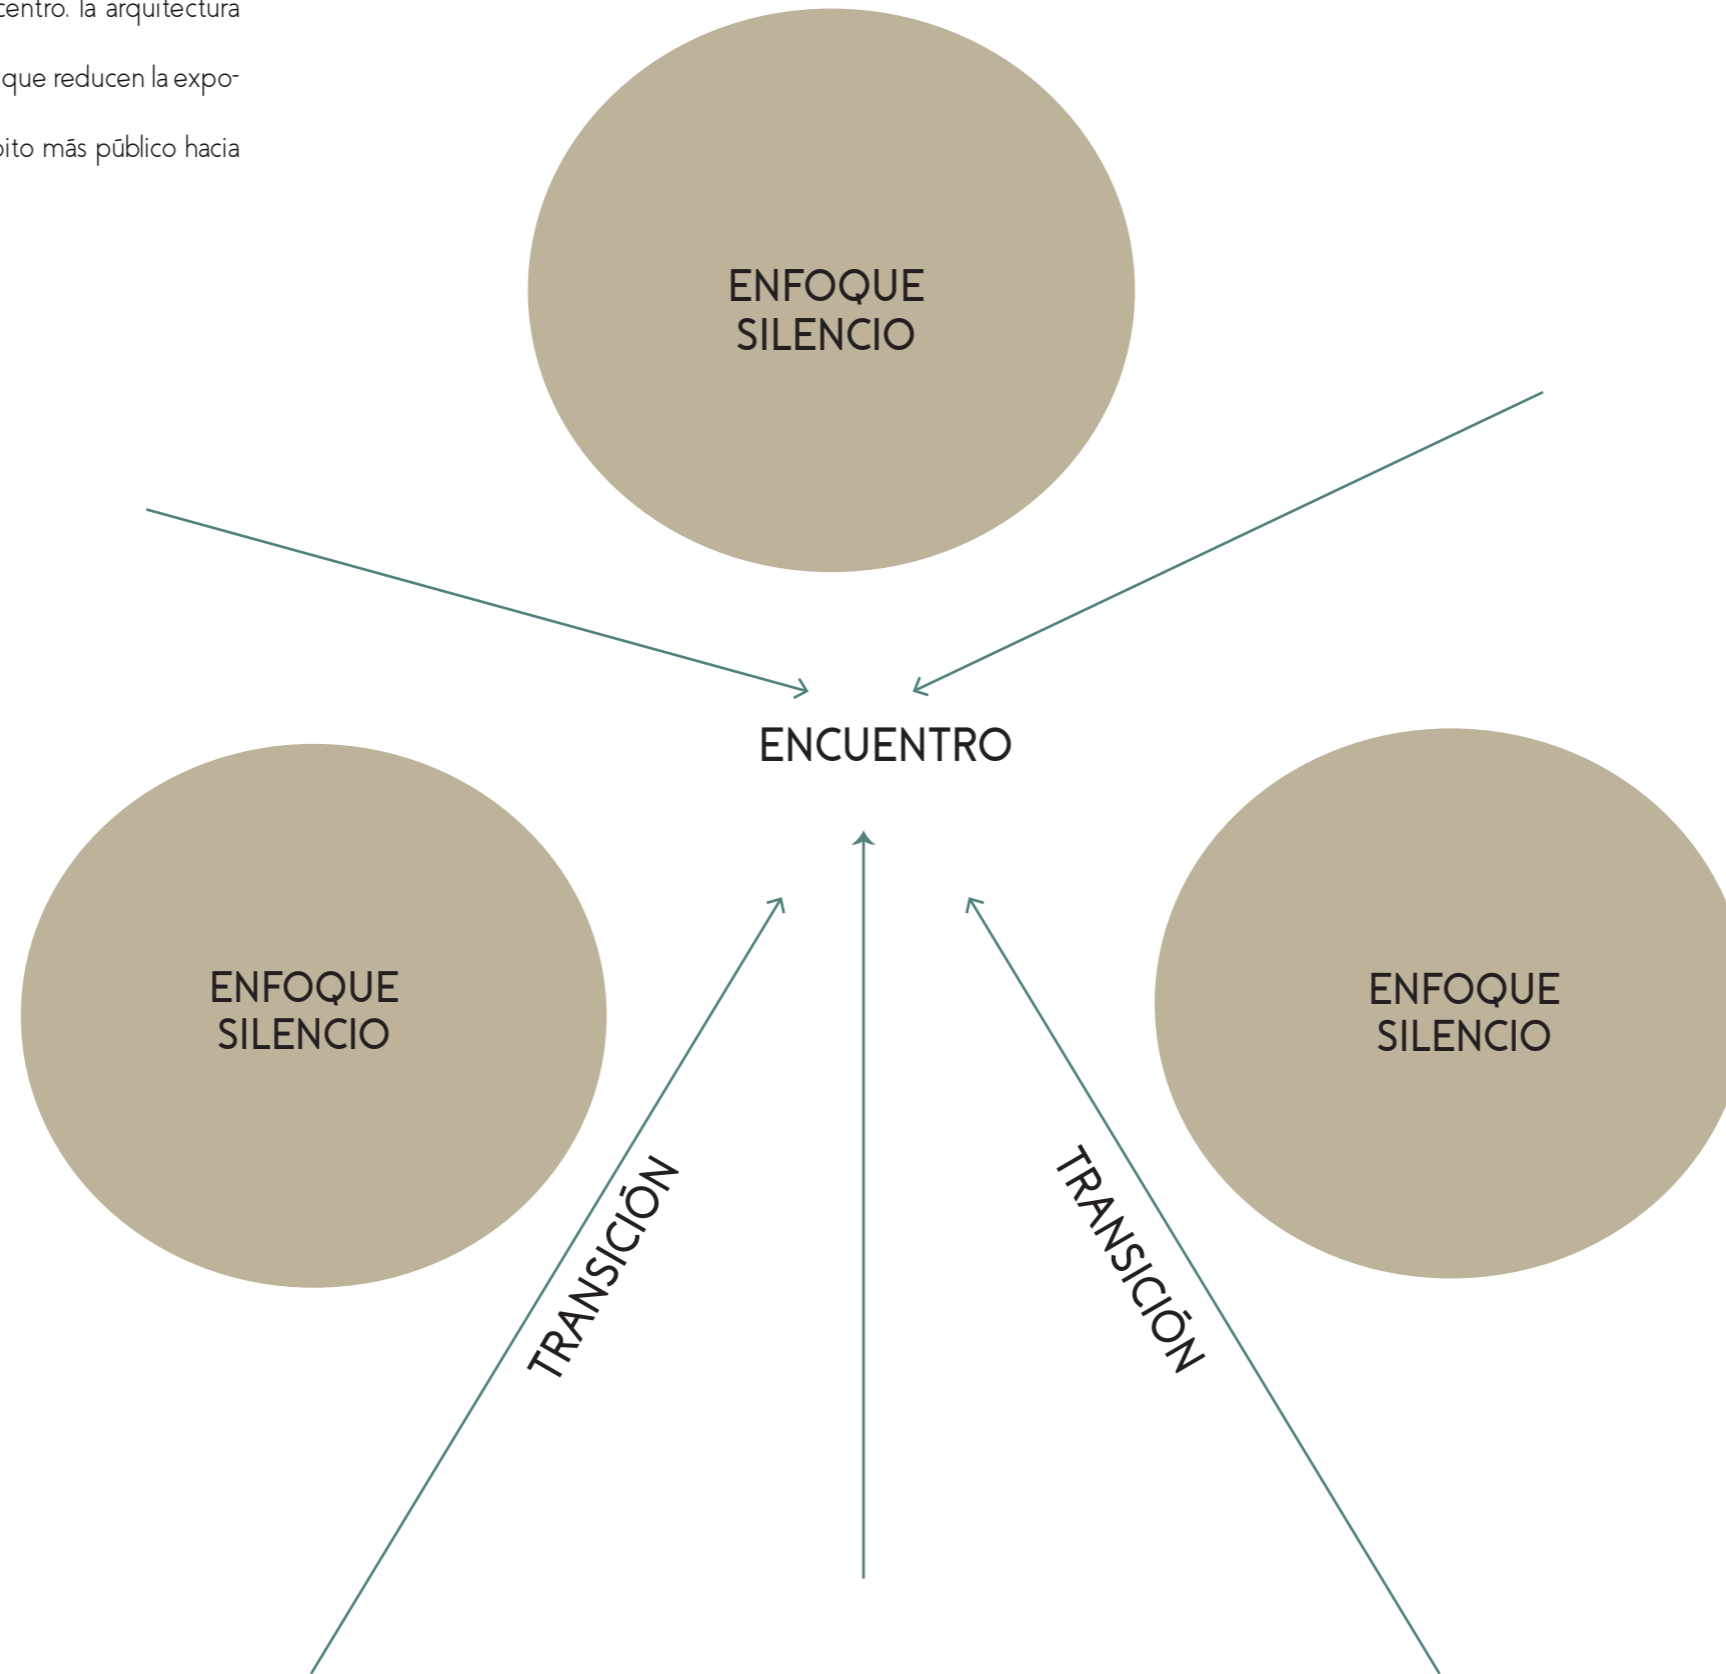 centro. la arquitectura
que reducen la expo-
más público hacia
ENFOQUE
SILENCIO
ENCUENTRO
ENFOQUE
SILENCIO
ENFOQUE
SILENCIO
TRANSICIÓN
TRANSICIÓN